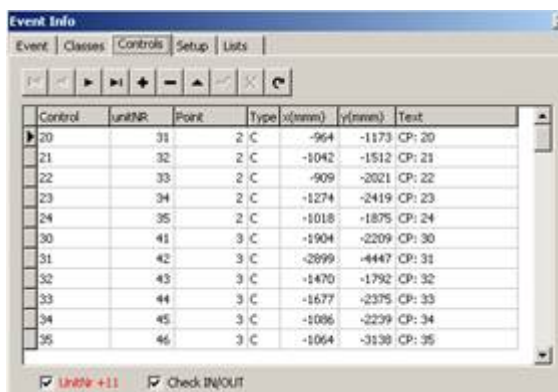 Event Info
Event Classes Controls Setup Lists
Control unitNR Point Type x(mmm) y(mmm) Text
20 31 2 C -964 -1173 CP: 20
21 32 2 C -1042 -1512 CP: 21
22 33 2 C -909 -2021 CP: 22
23 34 2 C -1274 -2419 CP: 23
24 35 2 C -1018 -1875 CP: 24
30 41 3 C -1904 -2209 CP: 30
31 42 3 C -2899 -4447 CP: 31
32 43 3 C -1470 -1792 CP: 32
33 44 3 C -1677 -2375 CP: 33
34 45 3 C -1086 -2239 CP: 34
35 46 3 C -1064 -3138 CP: 35
UnitNr +11 Check IN/OUT